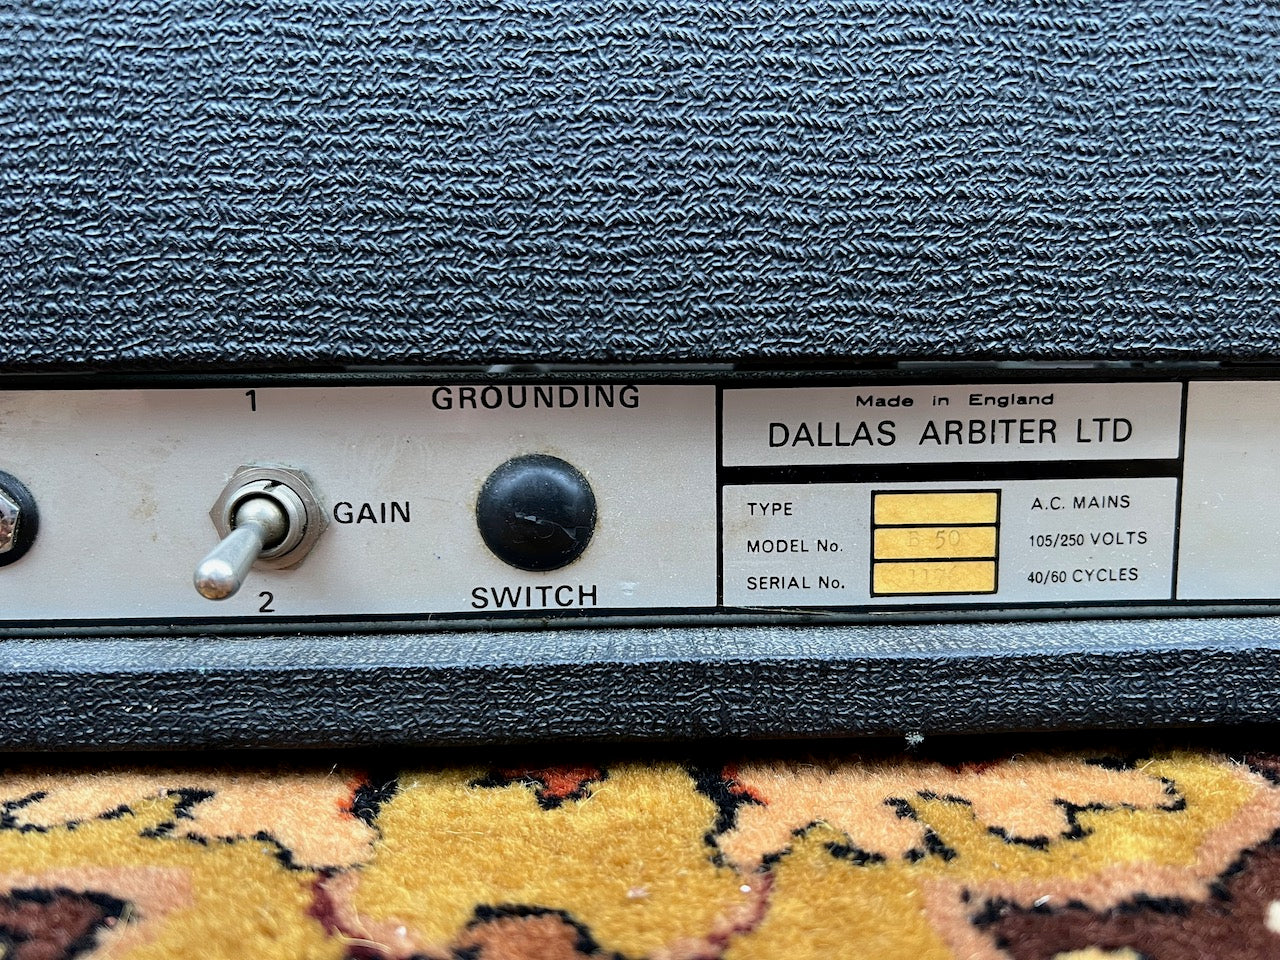 1
GAIN
2
GROUNDING
SWITCH
Made in England
DALLAS ARBITER LTD
TYPE
MODEL No. 50
SERIAL No.
A.C. MAINS
105/250 VOLTS
40/60 CYCLES